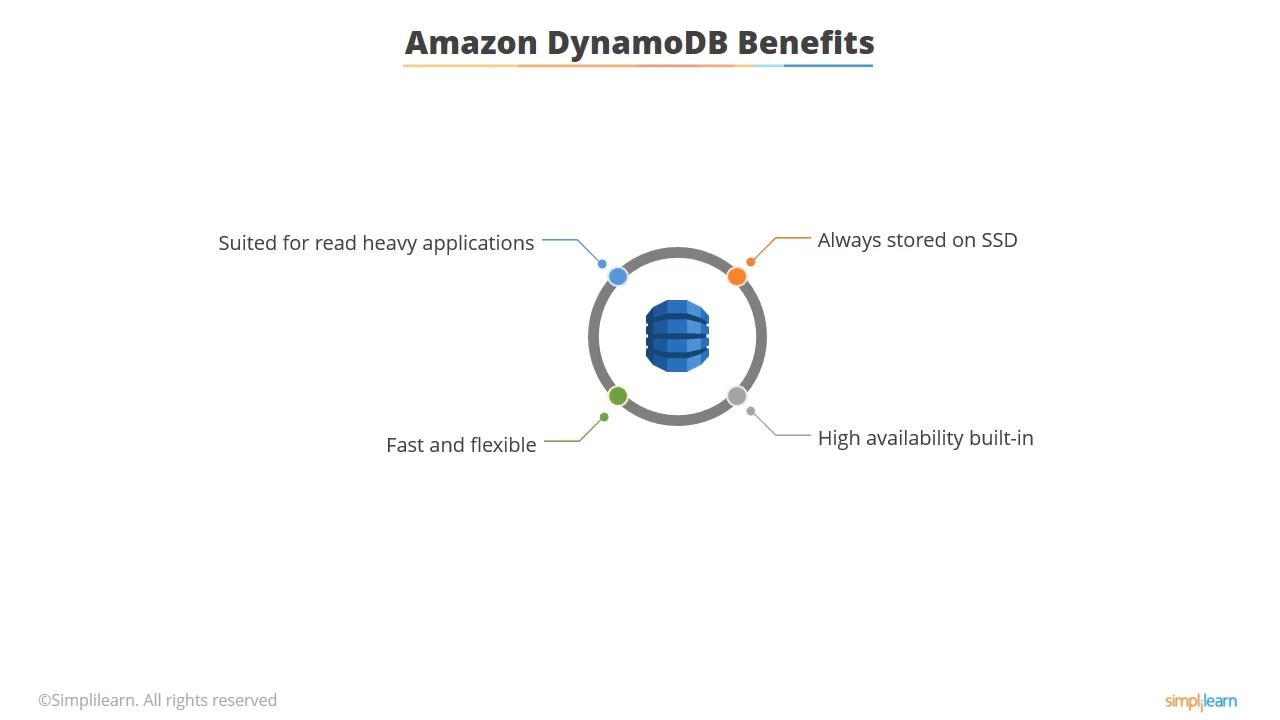 Amazon DynamoDB Benefits
Suited for read heavy applications
Always stored on SSD
Fast and flexible
High availability built-in
©Simplilearn. All rights reserved
simplilearn